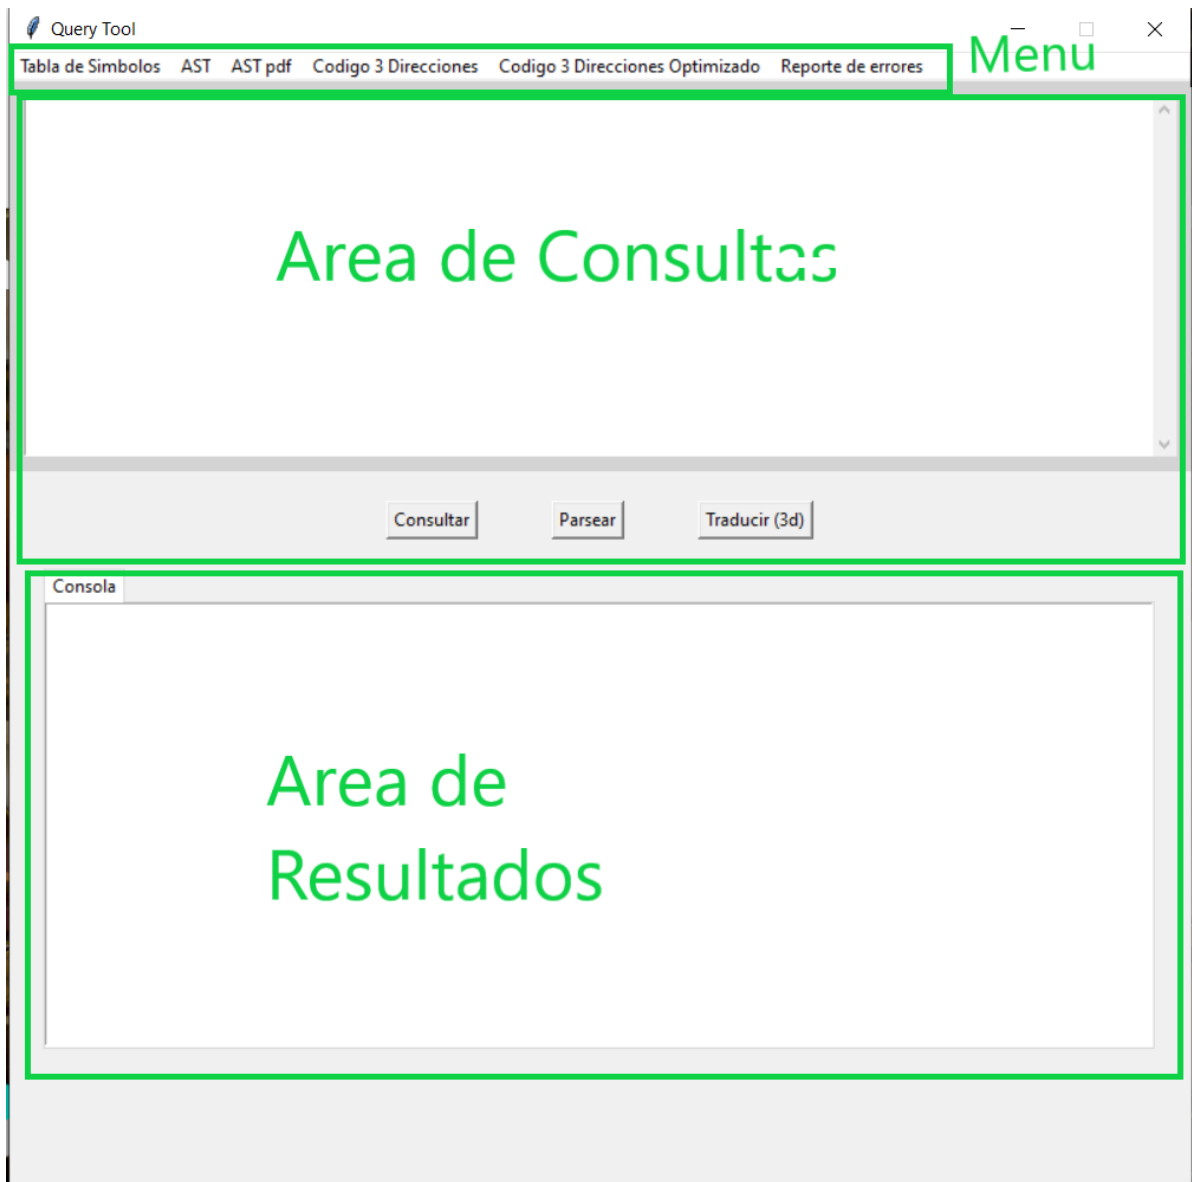 Query Tool
Menu
Tabla de Simbolos AST AST pdf Codigo 3 Direcciones Codigo 3 Direcciones Optimizado Reporte de errores
Area de Consultas
Consultar Parsear Traducir (3d)
Consola
Area de
Resultados